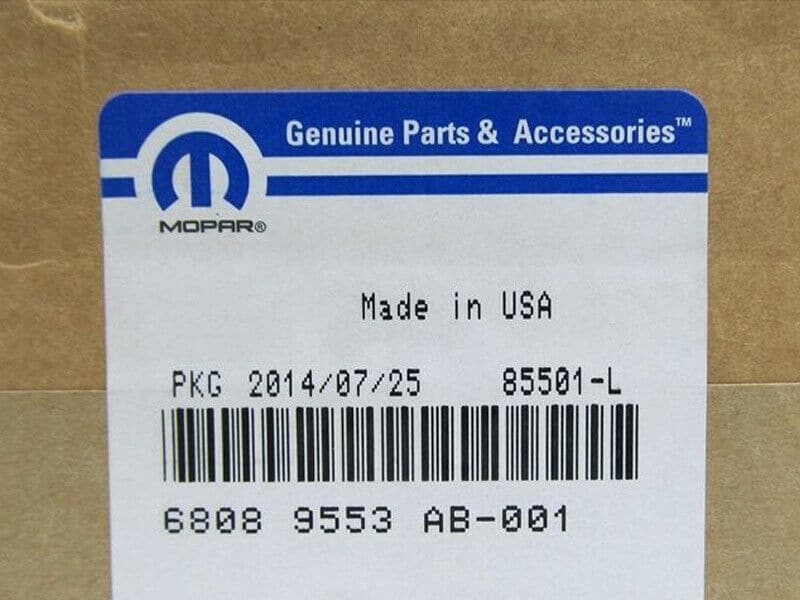 Genuine Parts & Accessories™
MOPAR®
Made in USA
PKG 2014/07/25 85501-L
6808 9553 AB-001